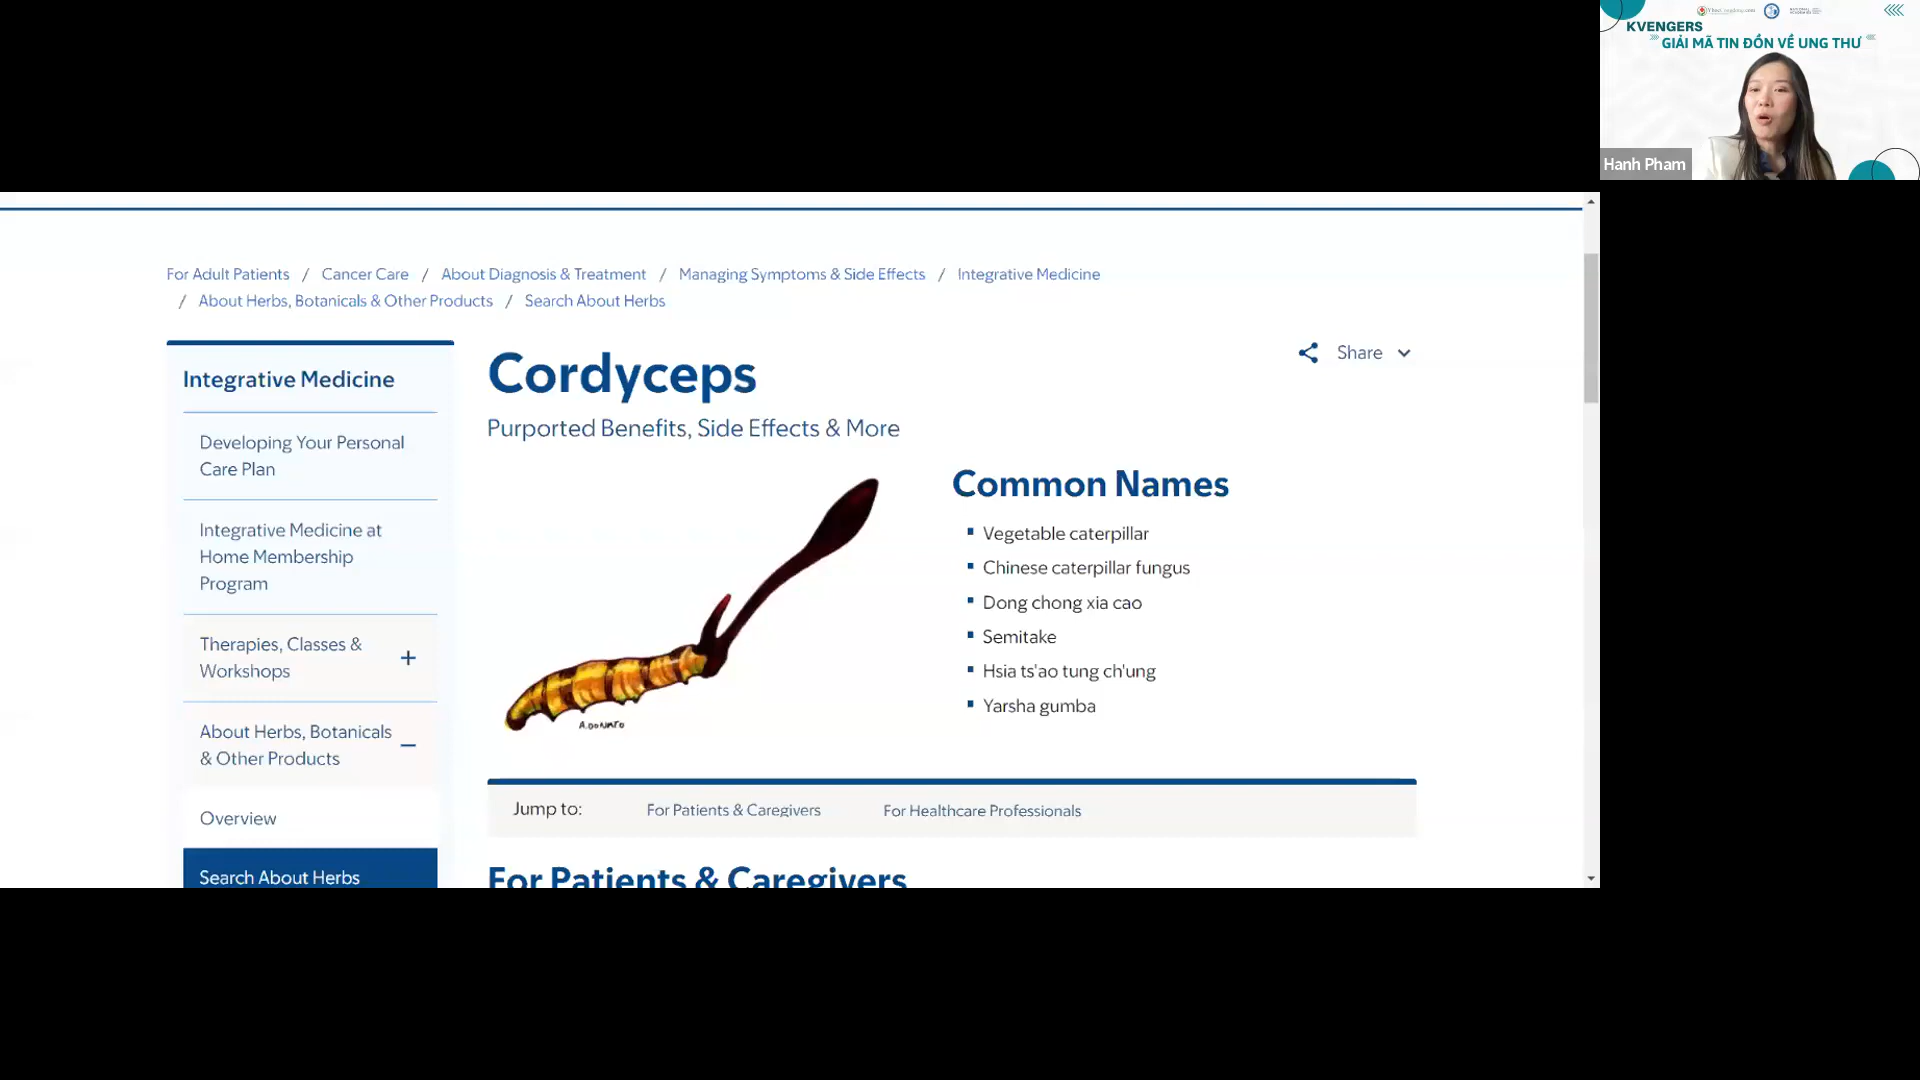 KVENGERS
GIẢI MÃ TIN ĐỒN VỀ UNG THƯ
Hanh Pham
For Adult Patients / Cancer Care / About Diagnosis & Treatment / Managing Symptoms & Side Effects / Integrative Medicine
/ About Herbs, Botanicals & Other Products / Search About Herbs
Integrative Medicine
Developing Your Personal
Care Plan
Integrative Medicine at
Home Membership
Program
Therapies, Classes &
Workshops
+
About Herbs, Botanicals
& Other Products
–
Overview
Search About Herbs
Cordyceps
Share
Purported Benefits, Side Effects & More
A.DONATO
Common Names
▪ Vegetable caterpillar
▪ Chinese caterpillar fungus
▪ Dong chong xia cao
▪ Semitake
▪ Hsia ts'ao tung ch'ung
▪ Yarsha gumba
Jump to: For Patients & Caregivers For Healthcare Professionals
For Patients & Caregivers